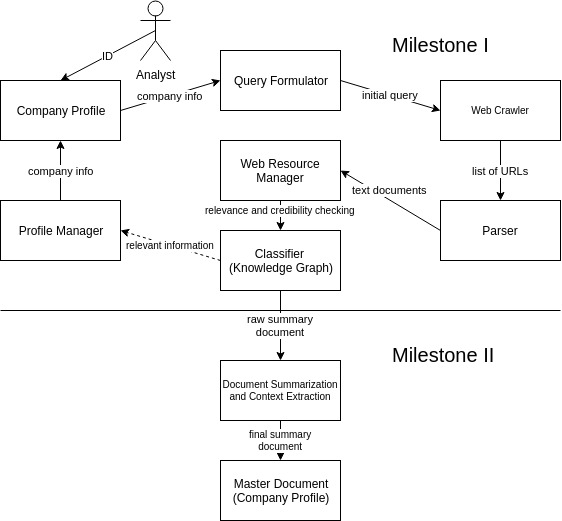 Milestone I
ID
Analyst
Query Formulator
Company Profile
company info
initial query
Web Crawler
Web Resource
Manager
company info
list of URLs
text documents
relevance and credibility checking
Profile Manager
Parser
relevant information
Classifier
(Knowledge Graph)
raw summary
document
Milestone II
Document Summarization
and Context Extraction
final summary
document
Master Document
(Company Profile)